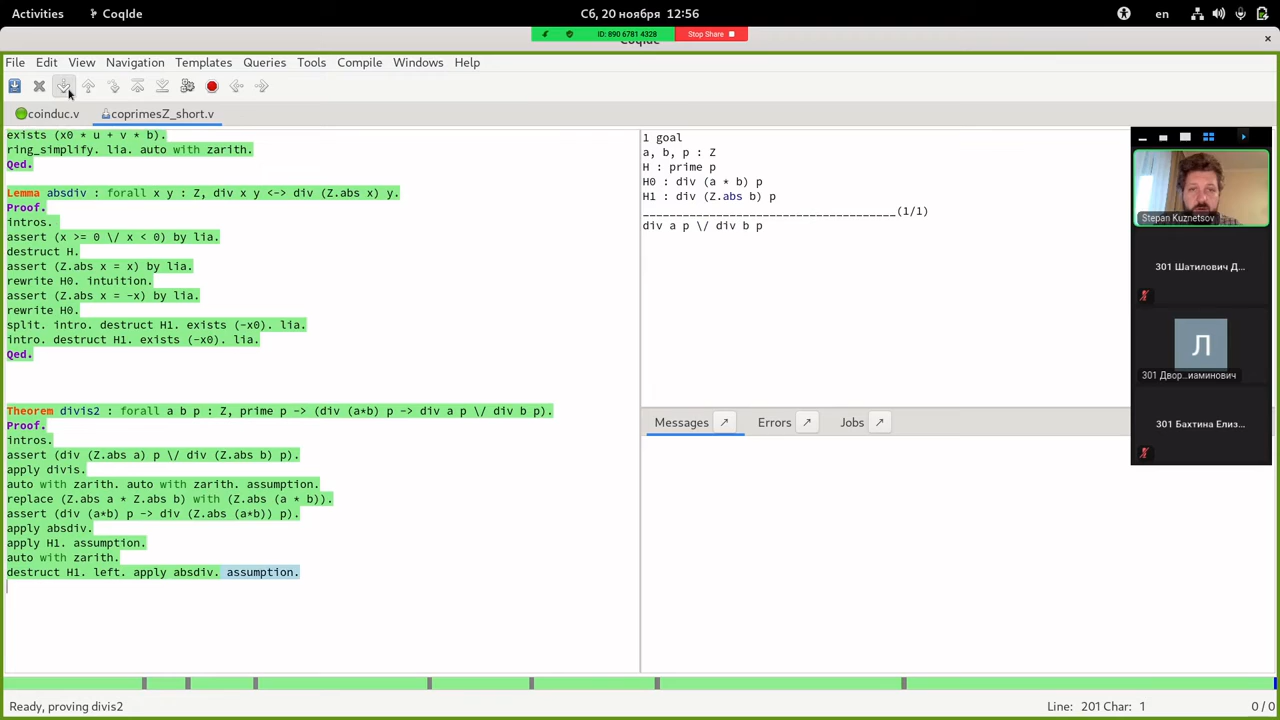 Activities
CoqIde
Сб, 20 ноября 12:56
en
ID: 890 6781 4328
Stop Share
File Edit View Navigation Templates Queries Tools Compile Windows Help
coinduc.v
coprimesZ_short.v
exists (x0 * u + v * b).
ring_simplify. lia. auto with zarith.
Qed.
Lemma absdiv : forall x y : Z, div x y <-> div (Z.abs x) y.
Proof.
intros.
assert (x >= 0 \/ x < 0) by lia.
destruct H.
assert (Z.abs x = x) by lia.
rewrite H0. intuition.
assert (Z.abs x = -x) by lia.
rewrite H0.
split. intro. destruct H1. exists (-x0). lia.
intro. destruct H1. exists (-x0). lia.
Qed.
Theorem divis2 : forall a b p : Z, prime p -> (div (a*b) p -> div a p \/ div b p).
Proof.
intros.
assert (div (Z.abs a) p \/ div (Z.abs b) p).
apply divis.
auto with zarith. auto with zarith. assumption.
replace (Z.abs a * Z.abs b) with (Z.abs (a * b)).
assert (div (a*b) p -> div (Z.abs (a*b)) p).
apply absdiv.
apply H1. assumption.
auto with zarith.
destruct H1. left. apply absdiv. assumption.
1 goal
a, b, p : Z
H : prime p
H0 : div (a * b) p
H1 : div (Z.abs b) p
______________________________________(1/1)
div a p \/ div b p
Messages
Errors
Jobs
Stepan Kuznetsov
301 Шатилович Д...
Л
301 Двор...иаминович
301 Бахтина Елиз...
Ready, proving divis2
Line: 201 Char: 1
0 / 0